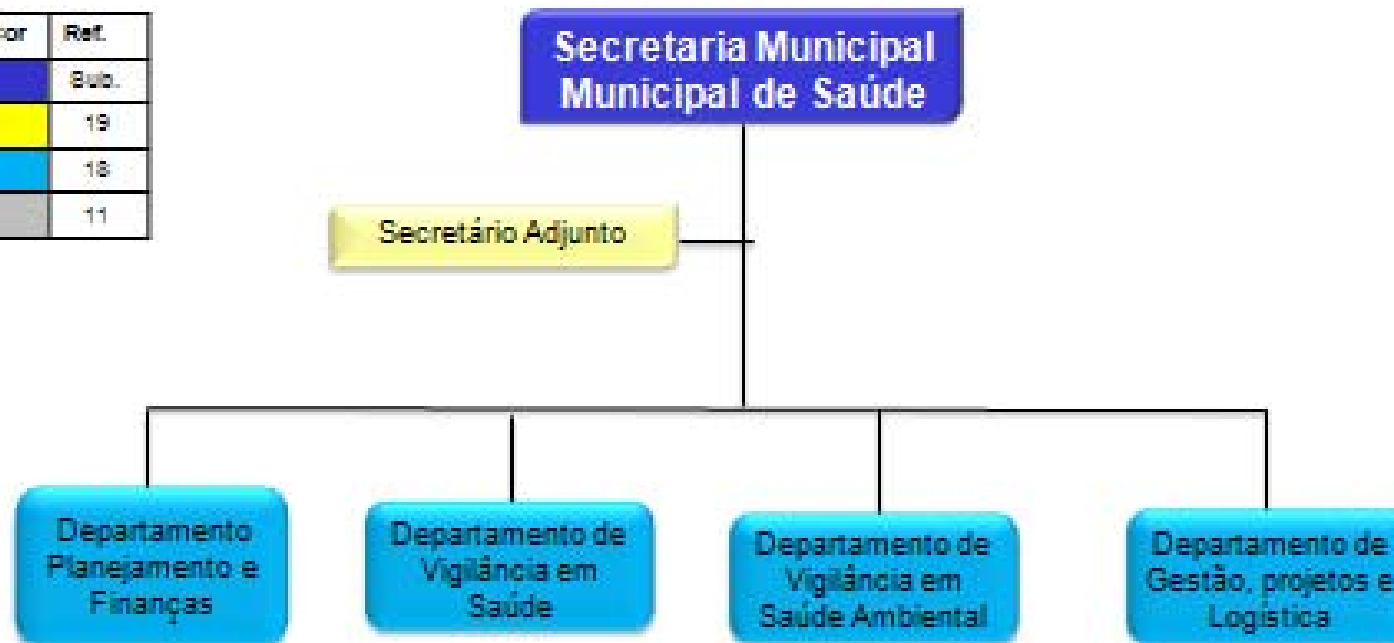 Ref.
Sub.
19
18
11
Secretaria Municipal
Municipal de Saúde
Secretário Adjunto
Departamento
Planejamento e
Finanças
Departamento de
Vigilância em
Saúde
Departamento de
Vigilância em
Saúde Ambiental
Departamento de
Gestão, projetos e
Logística